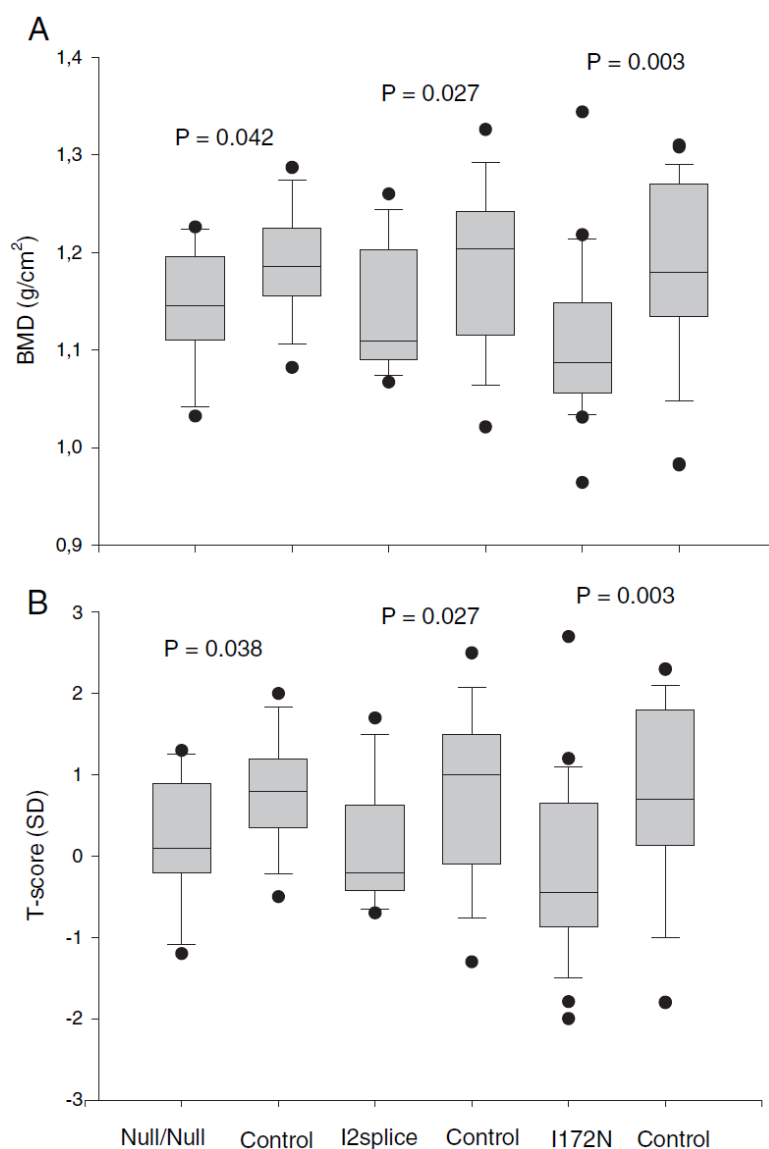 A
1,4
P = 0.003
P = 0.027
1,3
P = 0.042
1,2
BMD (g/cm²)
1,1
1,0
0,9
B
3
P = 0.003
P = 0.027
P = 0.038
2
1
T-score (SD)
0
-1
-2
-3
Null/Null Control I2splice Control I172N Control